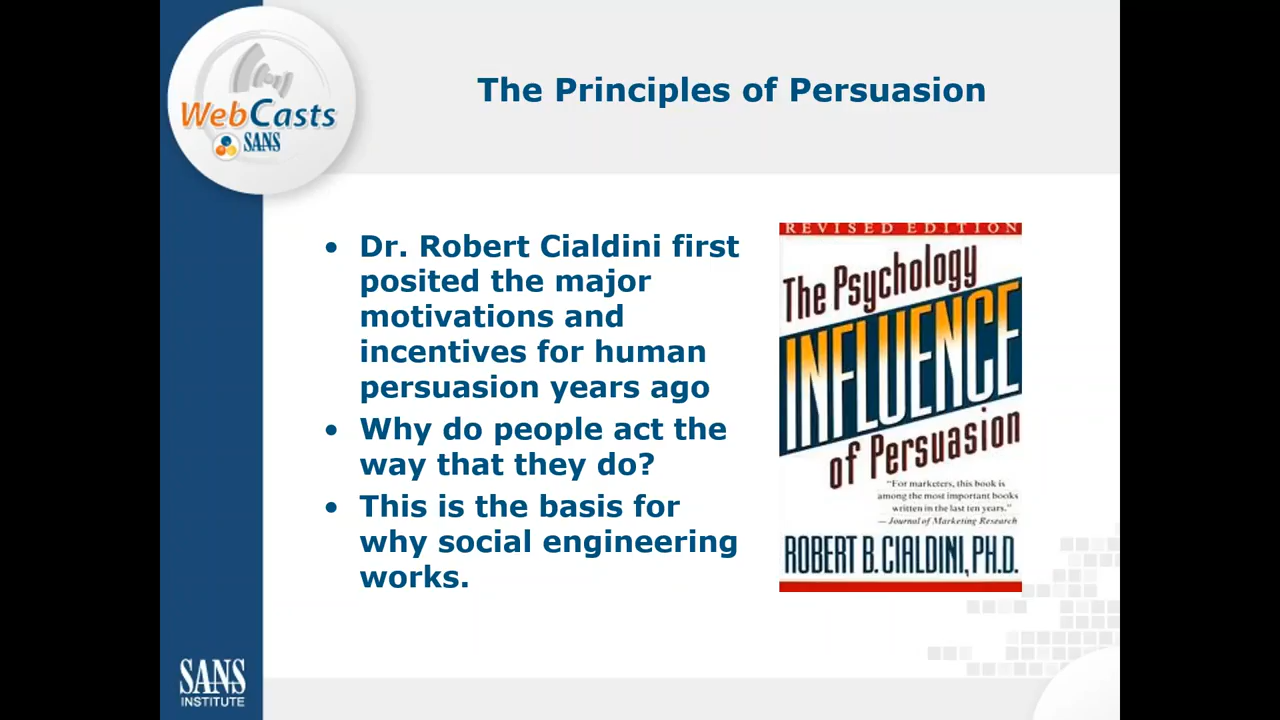 WebCasts
SANS
The Principles of Persuasion
• Dr. Robert Cialdini first
posited the major
motivations and
incentives for human
persuasion years ago
• Why do people act the
way that they do?
• This is the basis for
why social engineering
works.
REVISED EDITION
The Psychology
INFLUENCE
of Persuasion
"For marketers, this book is
among the most important books
written in the last ten years."
— Journal of Marketing Research
ROBERT B. CIALDINI, PH.D.
SANS
INSTITUTE